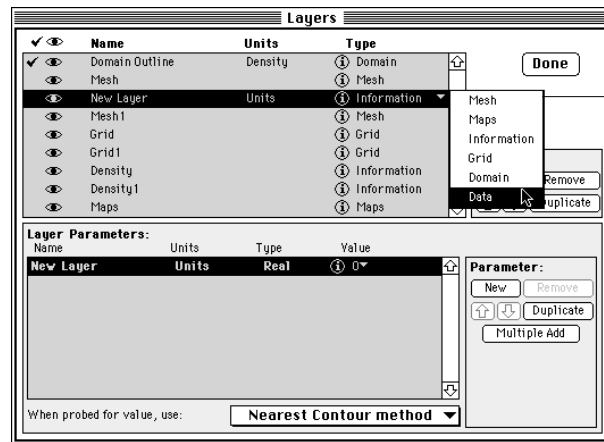 Layers
Name Units Type
Domain Outline Density Domain
Mesh Mesh
New Layer Units Information
Mesh1 Mesh
Grid Grid
Grid1 Grid
Density Information
Density1 Information
Maps Maps
Done
Mesh
Maps
Information
Grid
Domain
Data
Remove
Duplicate
Layer Parameters:
Name Units Type Value
New Layer Units Real 0
Parameter:
New Remove
Duplicate
Multiple Add
When probed for value, use: Nearest Contour method